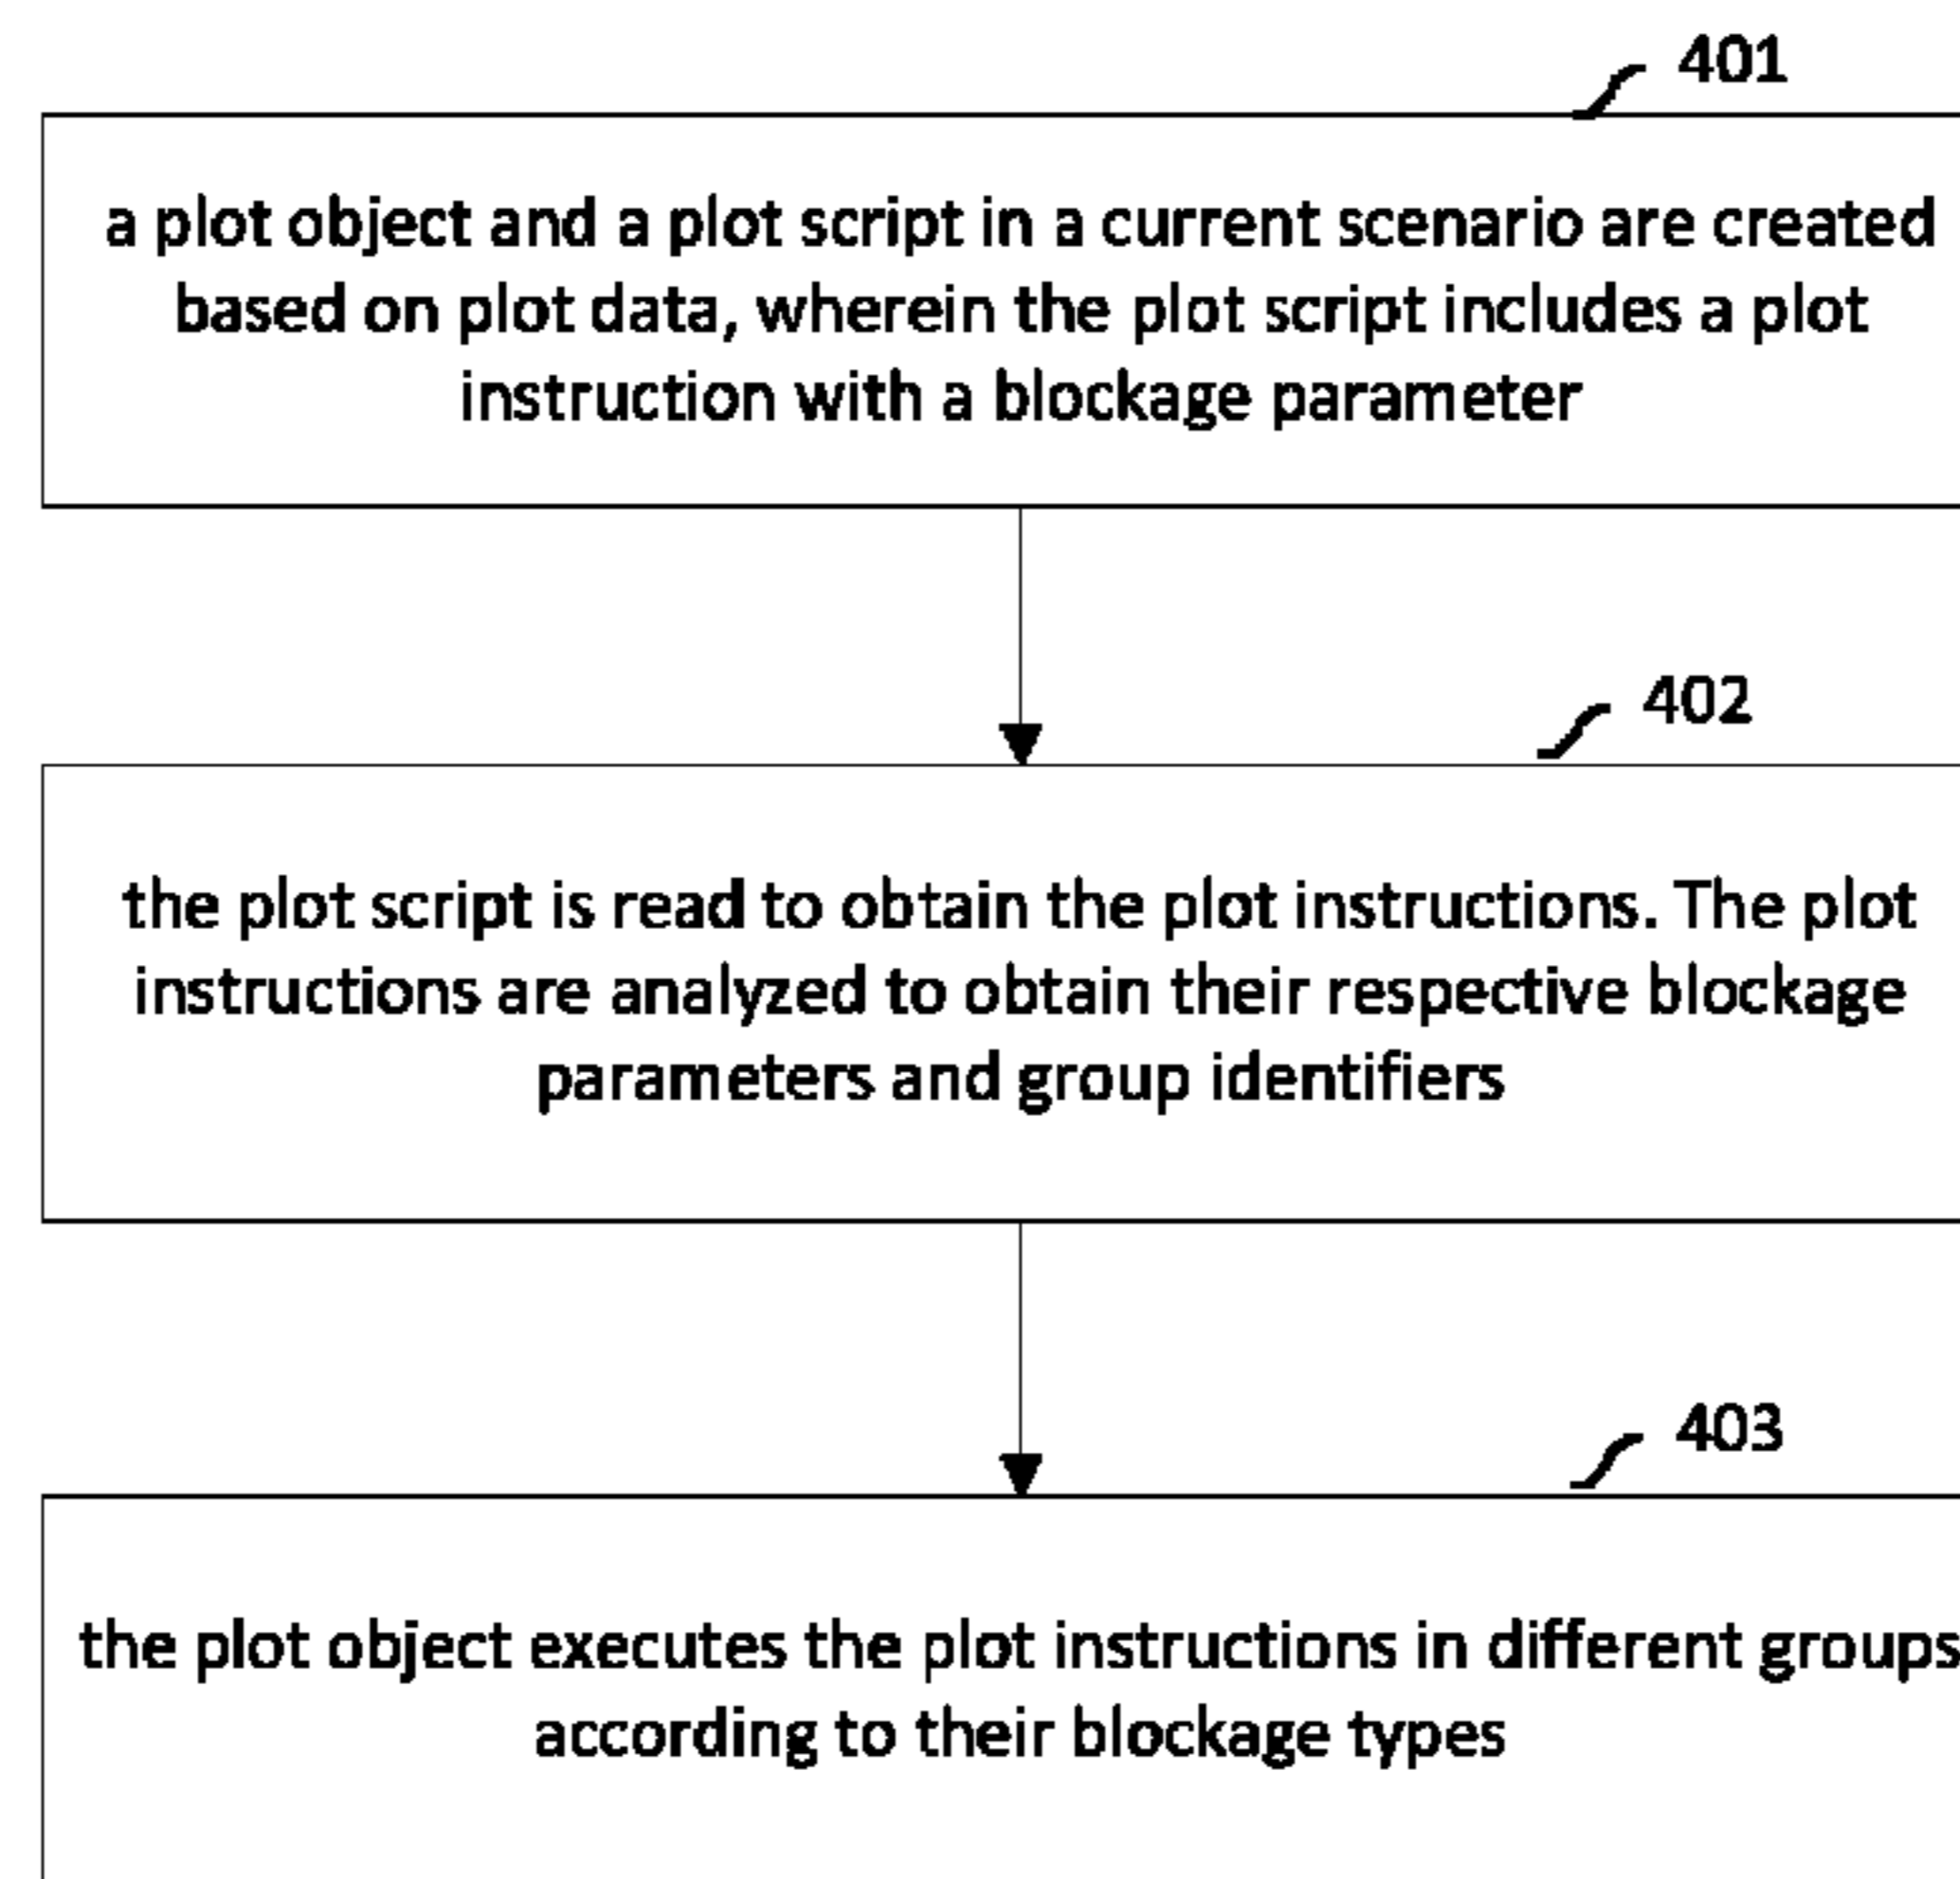 401
a plot object and a plot script in a current scenario are created
based on plot data, wherein the plot script includes a plot
instruction with a blockage parameter
402
the plot script is read to obtain the plot instructions. The plot
instructions are analyzed to obtain their respective blockage
parameters and group identifiers
403
the plot object executes the plot instructions in different groups
according to their blockage types